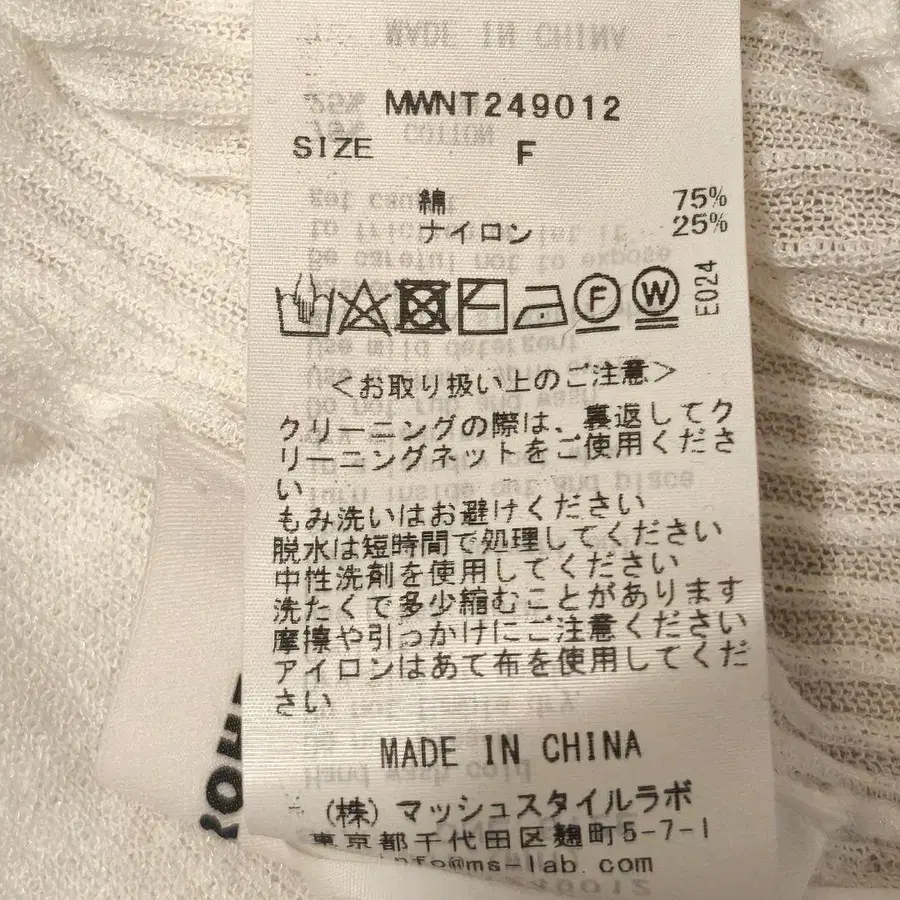 MWNT249012
SIZE F
綿 75%
ナイロン 25%
F W
E024
<お取り扱い上のご注意>
クリーニングの際は、裏返してク
リーニングネットをご使用くださ
い
もみ洗いはお避けください
脱水は短時間で処理してください
中性洗剤を使用してください
洗たくで多少縮むことがあります
摩擦や引っかけにご注意ください
アイロンはあて布を使用してくだ
さい
MADE IN CHINA
(株)マッシュスタイルラボ
東京都千代田区麹町5-7-1
info@ms-lab.com